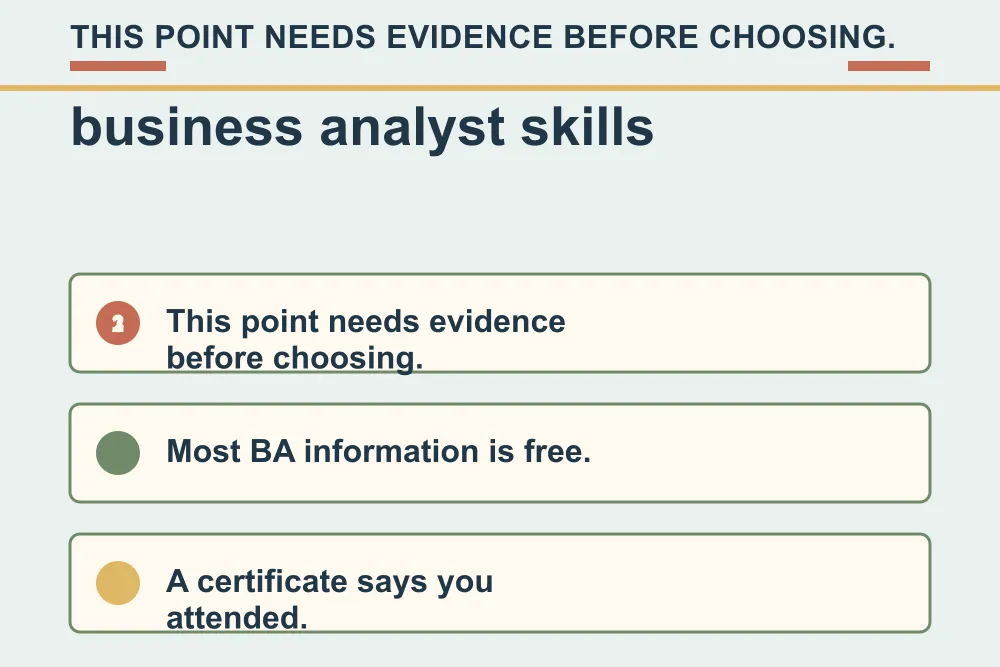 THIS POINT NEEDS EVIDENCE BEFORE CHOOSING.
business analyst skills
This point needs evidence
before choosing.
Most BA information is free.
A certificate says you
attended.